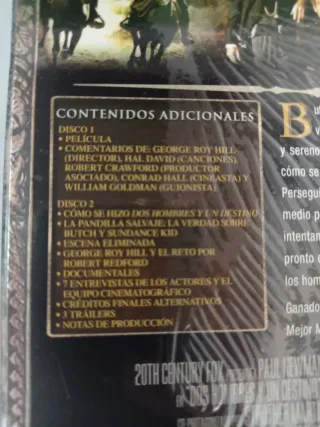 CONTENIDOS ADICIONALES
DISCO 1
• PELÍCULA
• COMENTARIOS DE: GEORGE ROY HILL
(DIRECTOR), HAL DAVID (CANCIONES),
ROBERT CRAWFORD (PRODUCTOR
ASOCIADO), CONRAD HALL (CINEASTA) Y
WILLIAM GOLDMAN (GUIONISTA)
DISCO 2
• CÓMO SE HIZO DOS HOMBRES Y UN DESTINO
• LA PANDILLA SALVAJE: LA VERDAD SOBRE
BUTCH Y SUNDANCE KID
• ESCENA ELIMINADA
• GEORGE ROY HILL Y EL RETO POR
ROBERT REDFORD
• DOCUMENTALES
• 7 ENTREVISTAS DE LOS ACTORES Y EL
EQUIPO CINEMATOGRÁFICO
• CRÉDITOS FINALES ALTERNATIVOS
• 3 TRÁILERS
• NOTAS DE PRODUCCIÓN
y sereno
cómo se
Persegui
medio p
intentan
pronto
los hom
Ganado
Mejor M
20TH CENTURY FOX PAUL NEWMAN